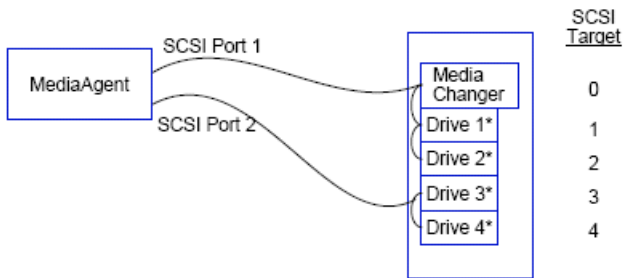 SCSI
Target
SCSI Port 1
MediaAgent
SCSI Port 2
Media
Changer
0
Drive 1*
1
Drive 2*
2
Drive 3*
3
Drive 4*
4